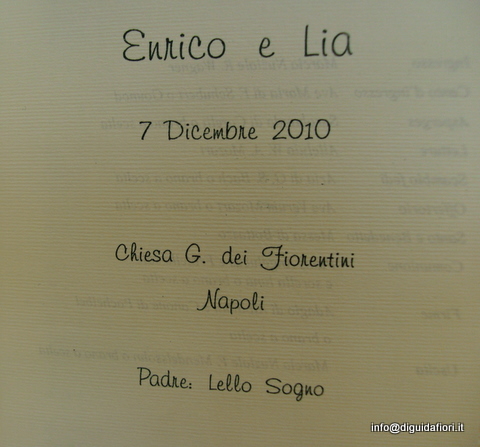 Enrico e Lia
7 Dicembre 2010
Chiesa G. dei Fiorentini
Napoli
Padre: Lello Sogno
info@diguidafiori.it